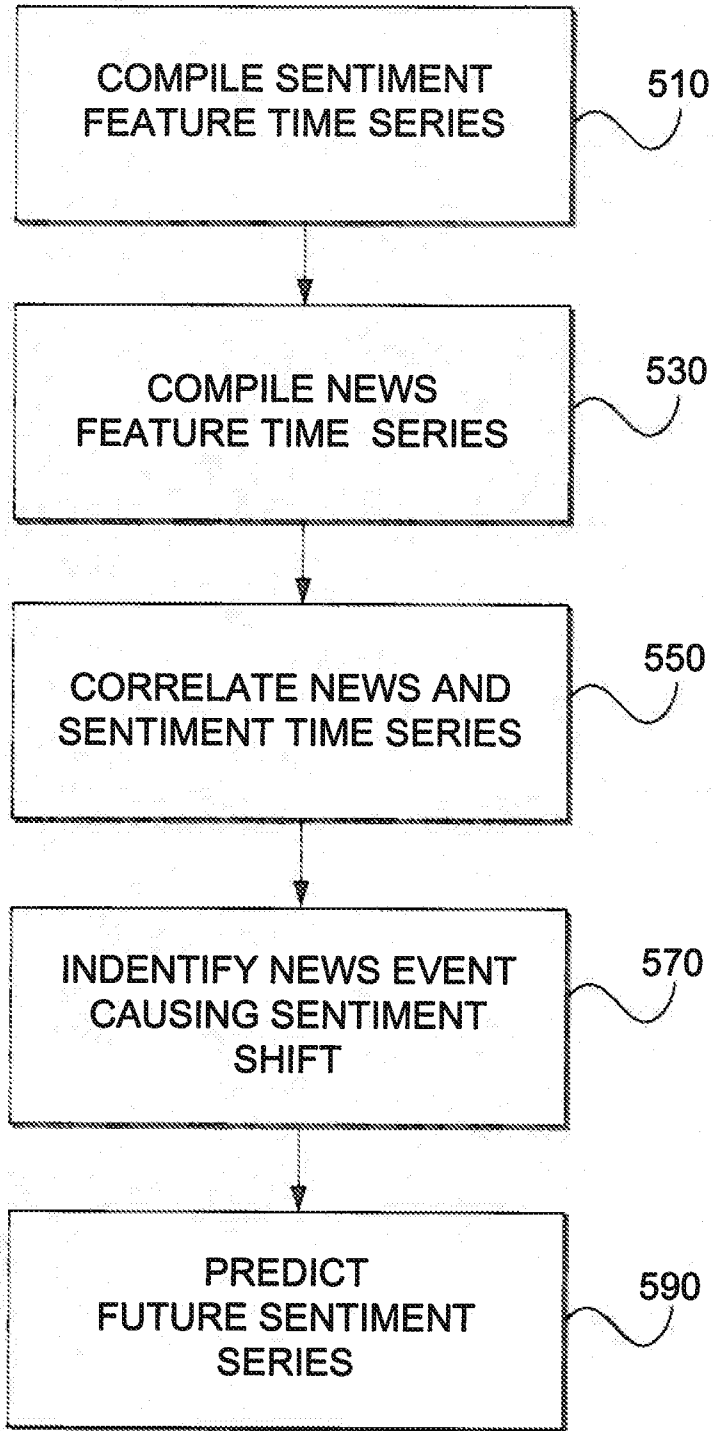 COMPILE SENTIMENT
FEATURE TIME SERIES
510
COMPILE NEWS
FEATURE TIME SERIES
530
CORRELATE NEWS AND
SENTIMENT TIME SERIES
550
INDENTIFY NEWS EVENT
CAUSING SENTIMENT
SHIFT
570
PREDICT
FUTURE SENTIMENT
SERIES
590